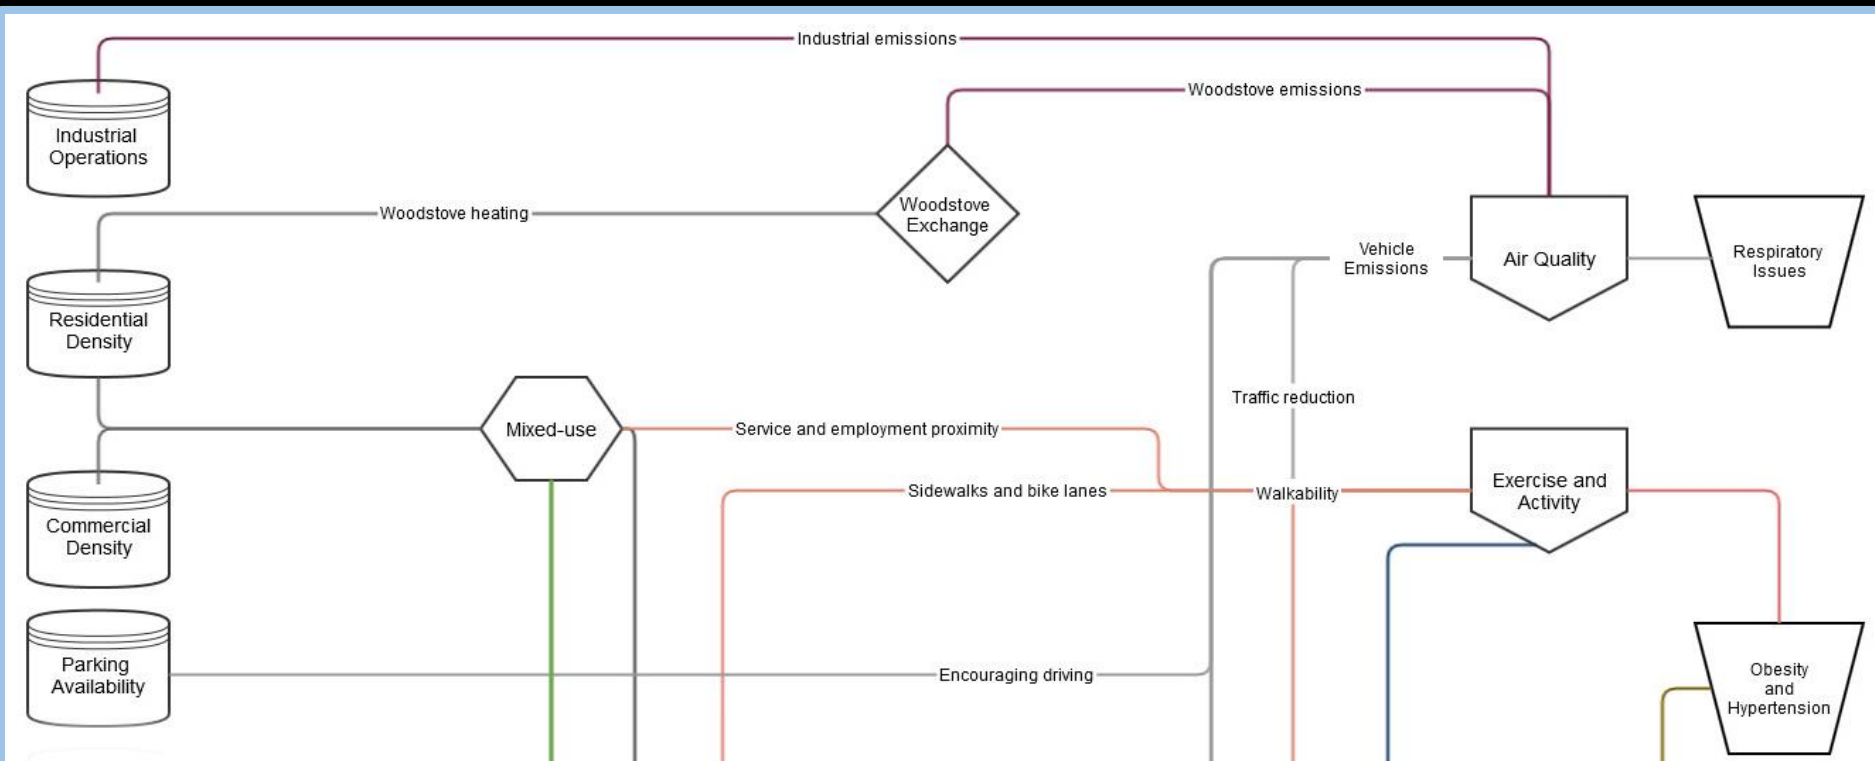 Industrial emissions
Woodstove emissions
Industrial
Operations
Woodstove
Exchange
Woodstove heating
Vehicle
Emissions
Air Quality
Respiratory
Issues
Residential
Density
Traffic reduction
Mixed-use
Service and employment proximity
Sidewalks and bike lanes
Walkability
Exercise and
Activity
Commercial
Density
Parking
Availability
Encouraging driving
Obesity
and
Hypertension